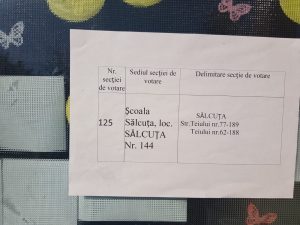 Nr. secției de votare
Sediul secției de votare
Delimitare secție de votare
125
Școala
Sălcuța, loc.
SĂLCUȚA
Nr. 144
SĂLCUȚA
Str.Teiului nr.77-189
Teiului nr.62-188